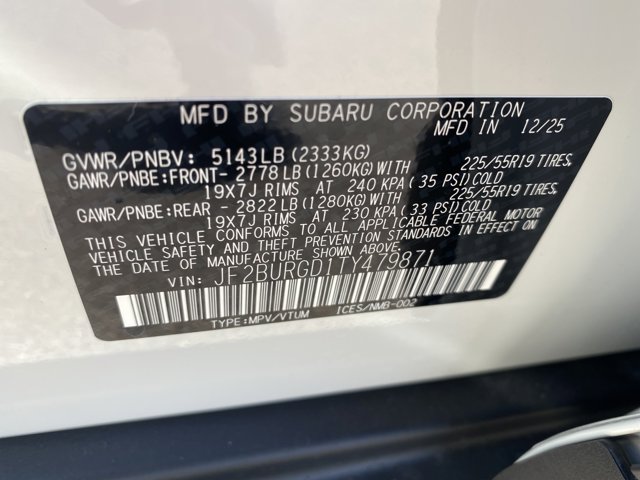 MFD BY SUBARU CORPORATION
MFD IN 12/25
GVWR/PNBV: 5143LB (2333KG)
GAWR/PNBE:FRONT- 2778LB (1260KG) WITH 225/55R19 TIRES,
19X7J RIMS AT 240 KPA ( 35 PSI) COLD
GAWR/PNBE:REAR - 2822LB (1280KG) WITH 225/55R19 TIRES,
19X7J RIMS AT 230 KPA ( 33 PSI) COLD
THIS VEHICLE, CONFORMS TO ALL APPLICABLE FEDERAL MOTOR
VEHICLE SAFETY AND BUMPER STANDARDS IN EFFECT ON
THE DATE OF MANUFACTURE SHOWN ABOVE.
VIN: JF2BURGD1TY479871
TYPE:MPV/VTUM ICES/NMB-002